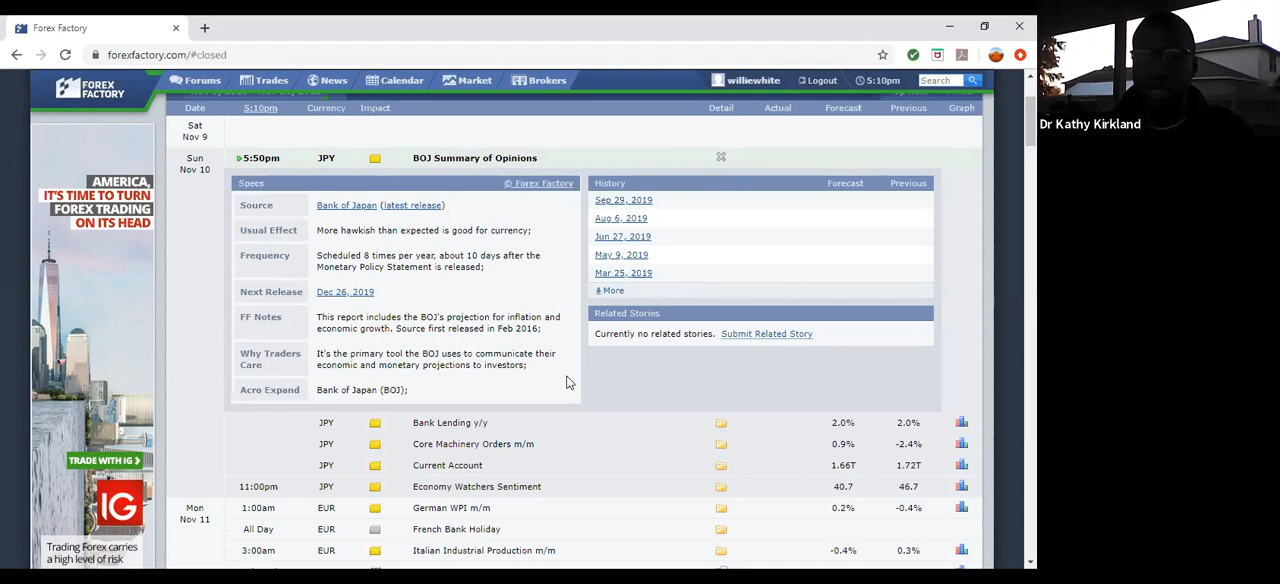 Forex Factory
forexfactory.com/#closed
FOREX FACTORY
Forums Trades News Calendar Market Brokers williewhite Logout 5:10pm Search
Date 5:10pm Currency Impact Detail Actual Forecast Previous Graph
Sat
Nov 9
Sun
Nov 10
5:50pm JPY BOJ Summary of Opinions
Specs © Forex Factory
Source Bank of Japan (latest release)
Usual Effect More hawkish than expected is good for currency;
Frequency Scheduled 8 times per year, about 10 days after the
Monetary Policy Statement is released;
Next Release Dec 26, 2019
FF Notes This report includes the BOJ's projection for inflation and
economic growth. Source first released in Feb 2016;
Why Traders
Care
It's the primary tool the BOJ uses to communicate their
economic and monetary projections to investors;
Acro Expand Bank of Japan (BOJ);
History Forecast Previous
Sep 29, 2019
Aug 6, 2019
Jun 27, 2019
May 9, 2019
Mar 25, 2019
More
Related Stories
Currently no related stories. Submit Related Story
JPY Bank Lending y/y 2.0% 2.0%
JPY Core Machinery Orders m/m 0.9% -2.4%
JPY Current Account 1.66T 1.72T
11:00pm JPY Economy Watchers Sentiment 40.7 46.7
Mon
Nov 11
1:00am EUR German WPI m/m 0.2% -0.4%
All Day EUR French Bank Holiday
3:00am EUR Italian Industrial Production m/m -0.4% 0.3%
AMERICA,
IT'S TIME TO TURN
FOREX TRADING
ON ITS HEAD
TRADE WITH IG >
IG
Trading Forex carries
a high level of risk
Dr Kathy Kirkland